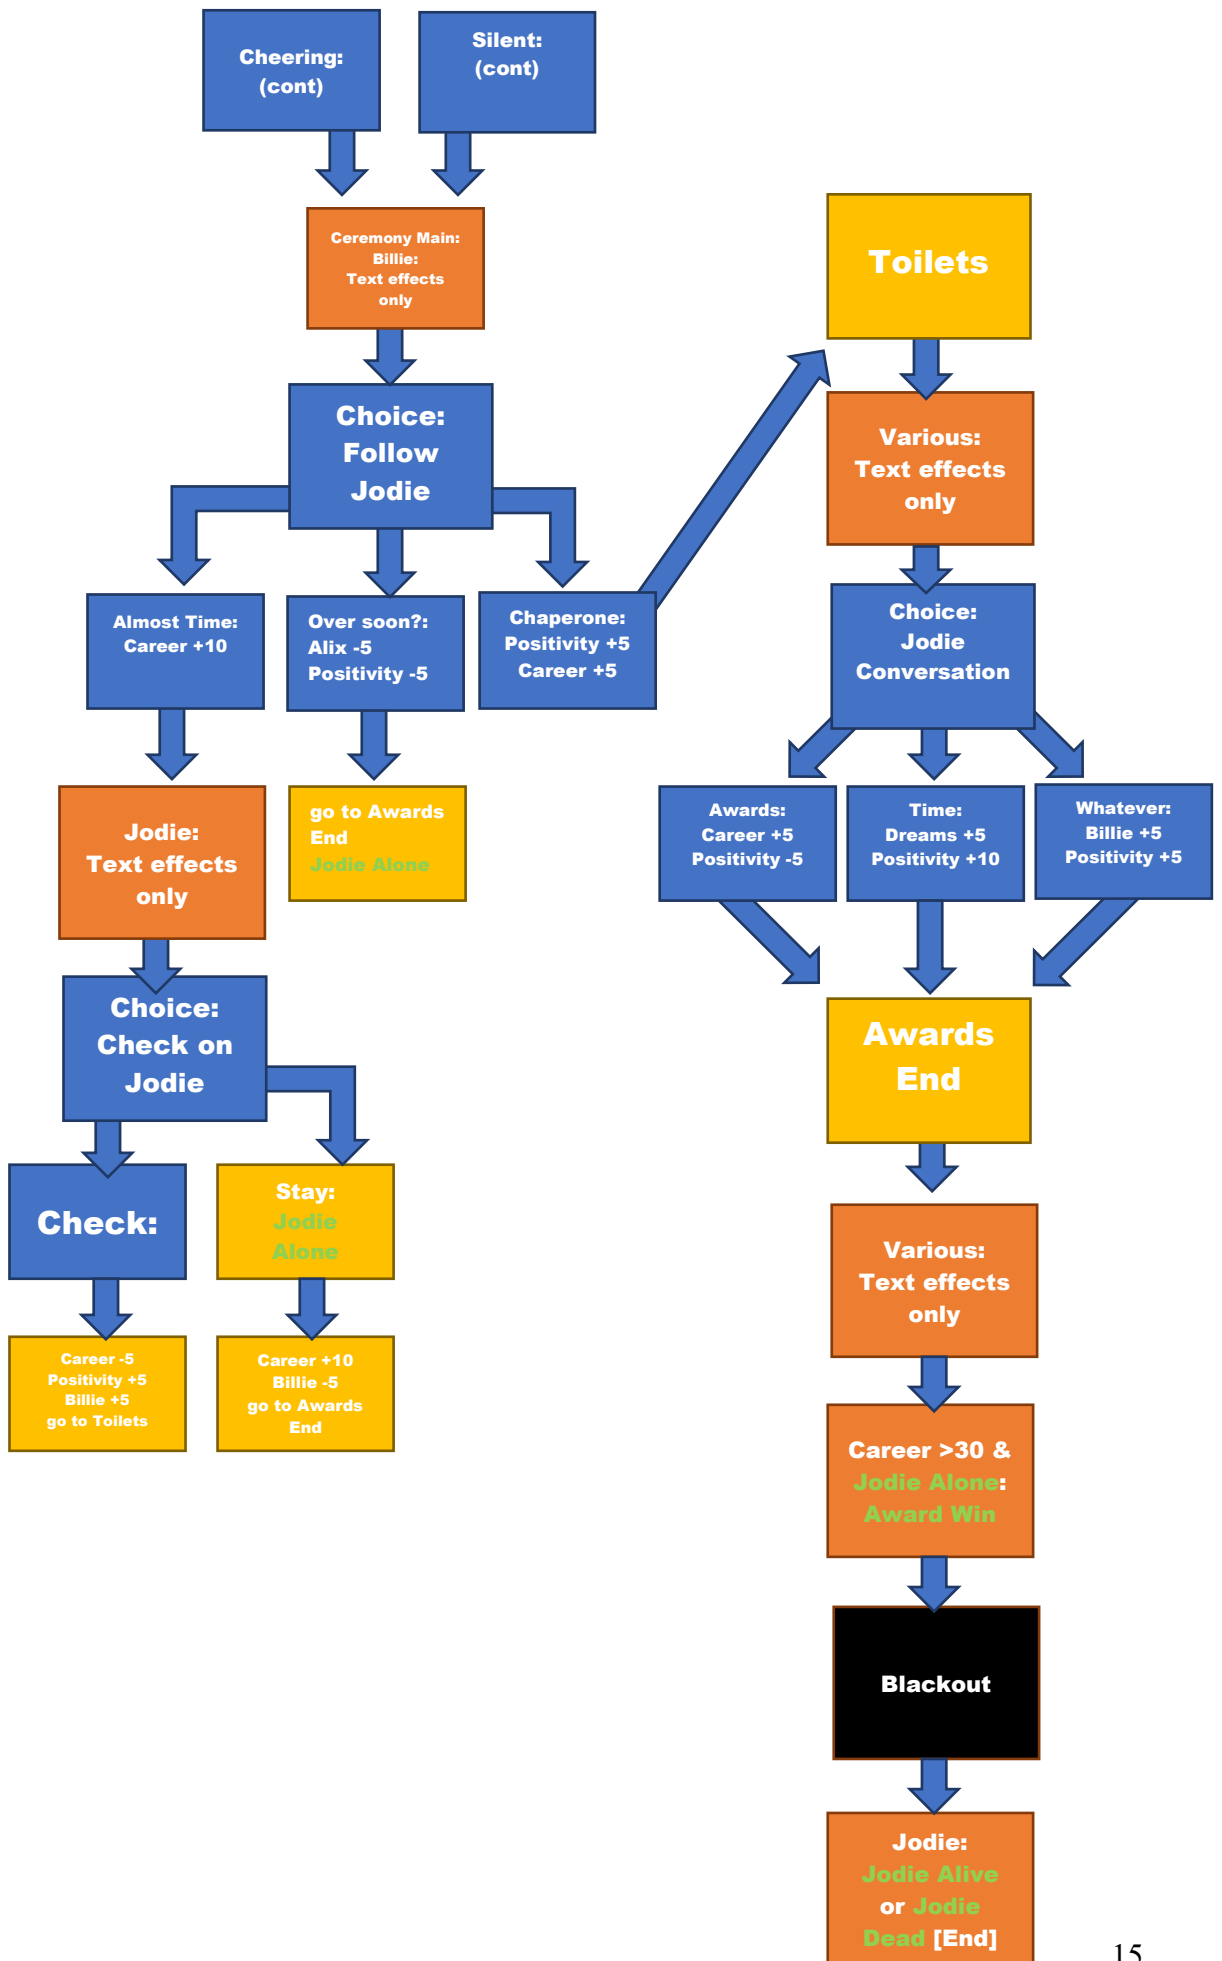 Cheering:
(cont)
Silent:
(cont)
Ceremony Main:
Billie:
Text effects
only
Choice:
Follow
Jodie
Almost Time:
Career +10
Over soon?:
Alix -5
Positivity -5
Chaperone:
Positivity +5
Career +5
Jodie:
Text effects
only
go to Awards
End
Jodie Alone
Choice:
Check on
Jodie
Check:
Stay:
Jodie
Alone
Career -5
Positivity +5
Billie +5
go to Toilets
Career +10
Billie -5
go to Awards
End
Toilets
Various:
Text effects
only
Choice:
Jodie
Conversation
Awards:
Career +5
Positivity -5
Time:
Dreams +5
Positivity +10
Whatever:
Billie +5
Positivity +5
Awards
End
Various:
Text effects
only
Career >30 &
Jodie Alone:
Award Win
Blackout
Jodie:
Jodie Alive
or Jodie
Dead [End]
15